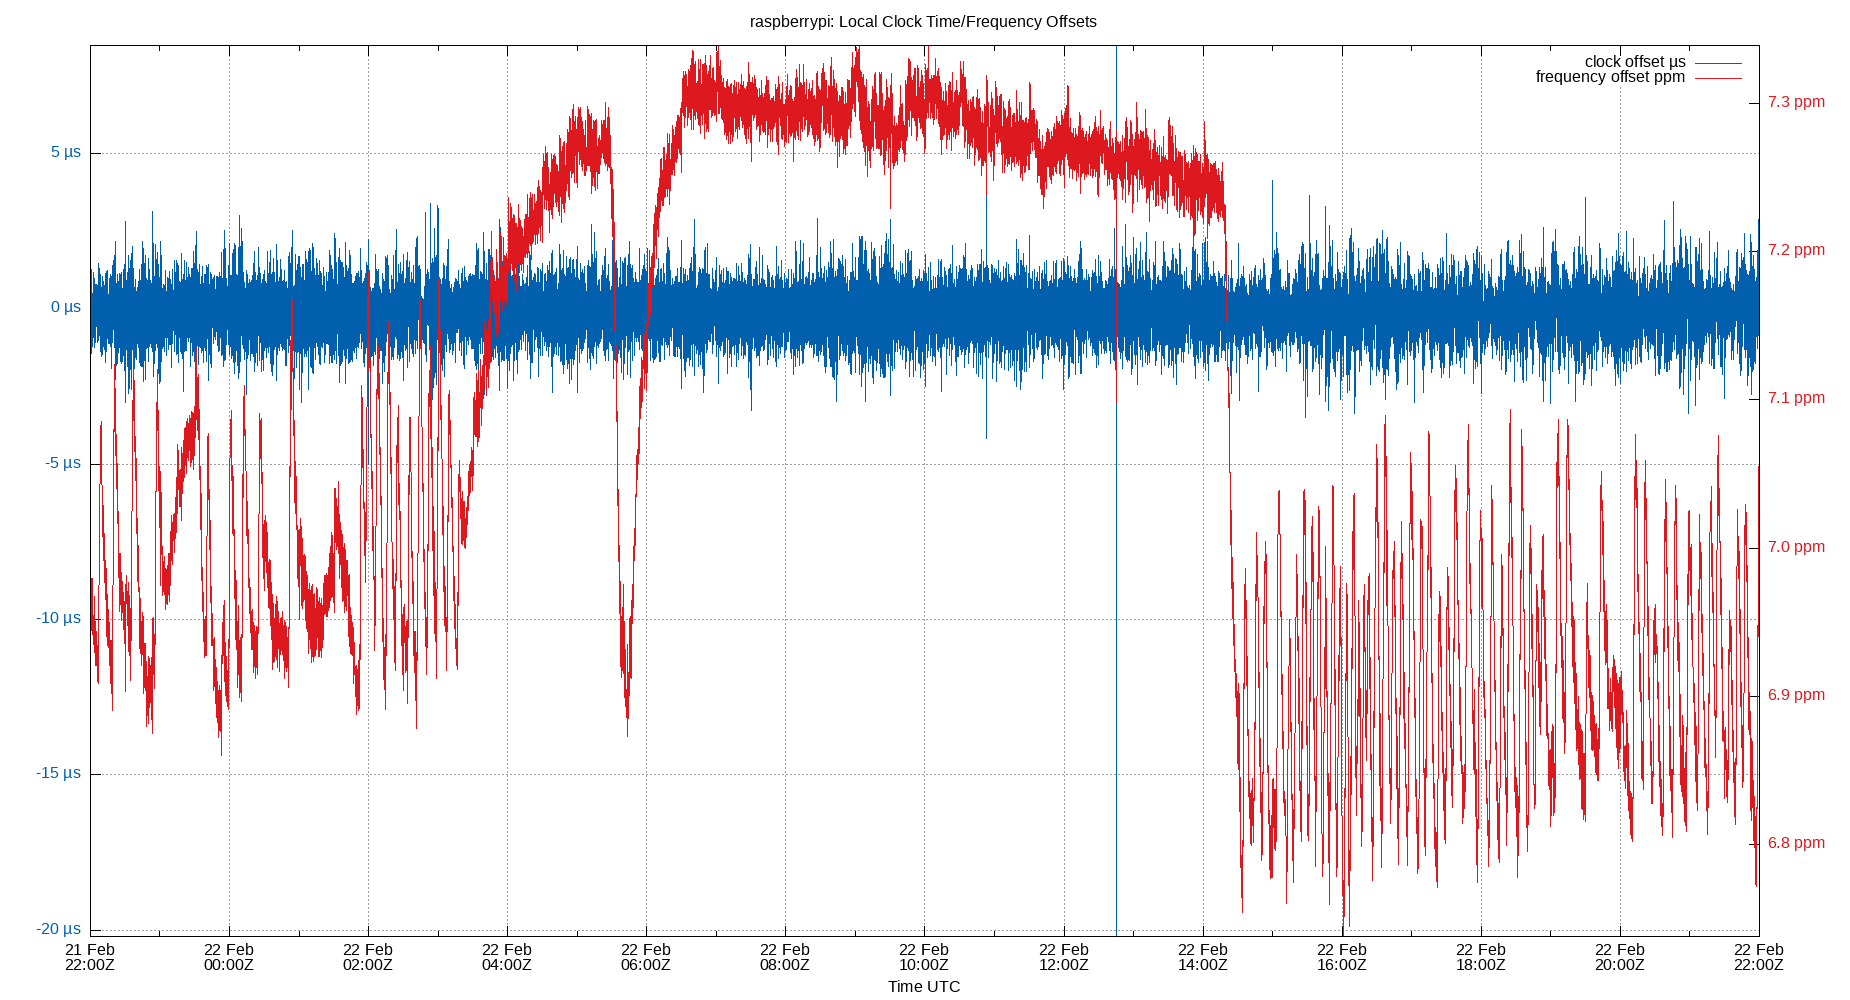 raspberrypi: Local Clock Time/Frequency Offsets
clock offset µs
frequency offset ppm
5 µs
0 µs
-5 µs
-10 µs
-15 µs
-20 µs
7.3 ppm
7.2 ppm
7.1 ppm
7.0 ppm
6.9 ppm
6.8 ppm
21 Feb 22 Feb 22 Feb 22 Feb 22 Feb 22 Feb 22 Feb 22 Feb 22 Feb 22 Feb 22 Feb 22 Feb 22 Feb
22:00Z 00:00Z 02:00Z 04:00Z 06:00Z 08:00Z 10:00Z 12:00Z 14:00Z 16:00Z 18:00Z 20:00Z 22:00Z
Time UTC